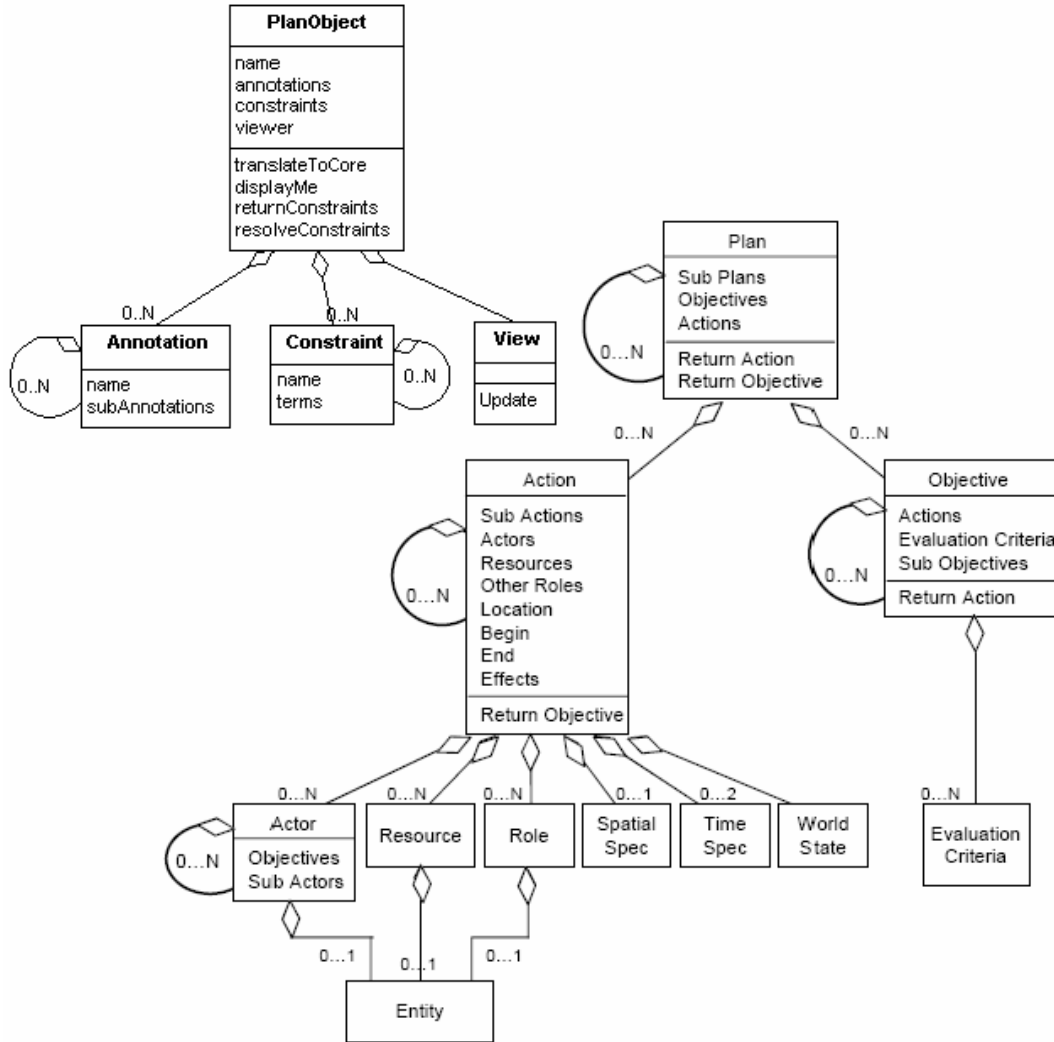 PlanObject
name
annotations
constraints
viewer
translateToCore
displayMe
returnConstraints
resolveConstraints
0..N
0..N
Annotation
0..N
name
subAnnotations
Constraint
name
terms
0..N
View
Update
Plan
Sub Plans
Objectives
Actions
0...N
Return Action
Return Objective
0...N
0...N
Action
Sub Actions
Actors
Resources
Other Roles
Location
Begin
End
Effects
0...N
Return Objective
Objective
Actions
Evaluation Criteria
Sub Objectives
0...N
Return Action
0...N
0...N
0...N
0...1
0...2
0...N
Actor
0...N
Objectives
Sub Actors
Resource
Role
Spatial
Spec
Time
Spec
World
State
Evaluation
Criteria
0...1
0...1
0...1
Entity